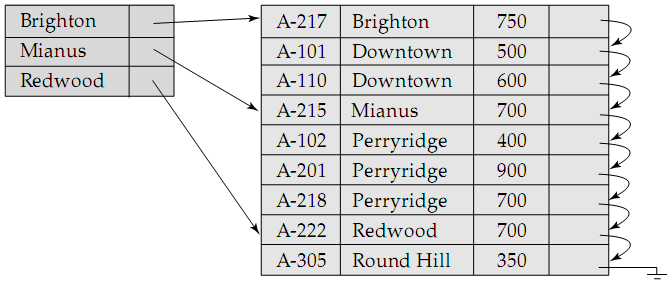 Brighton
Mianus
Redwood
A-217 Brighton 750
A-101 Downtown 500
A-110 Downtown 600
A-215 Mianus 700
A-102 Perryridge 400
A-201 Perryridge 900
A-218 Perryridge 700
A-222 Redwood 700
A-305 Round Hill 350